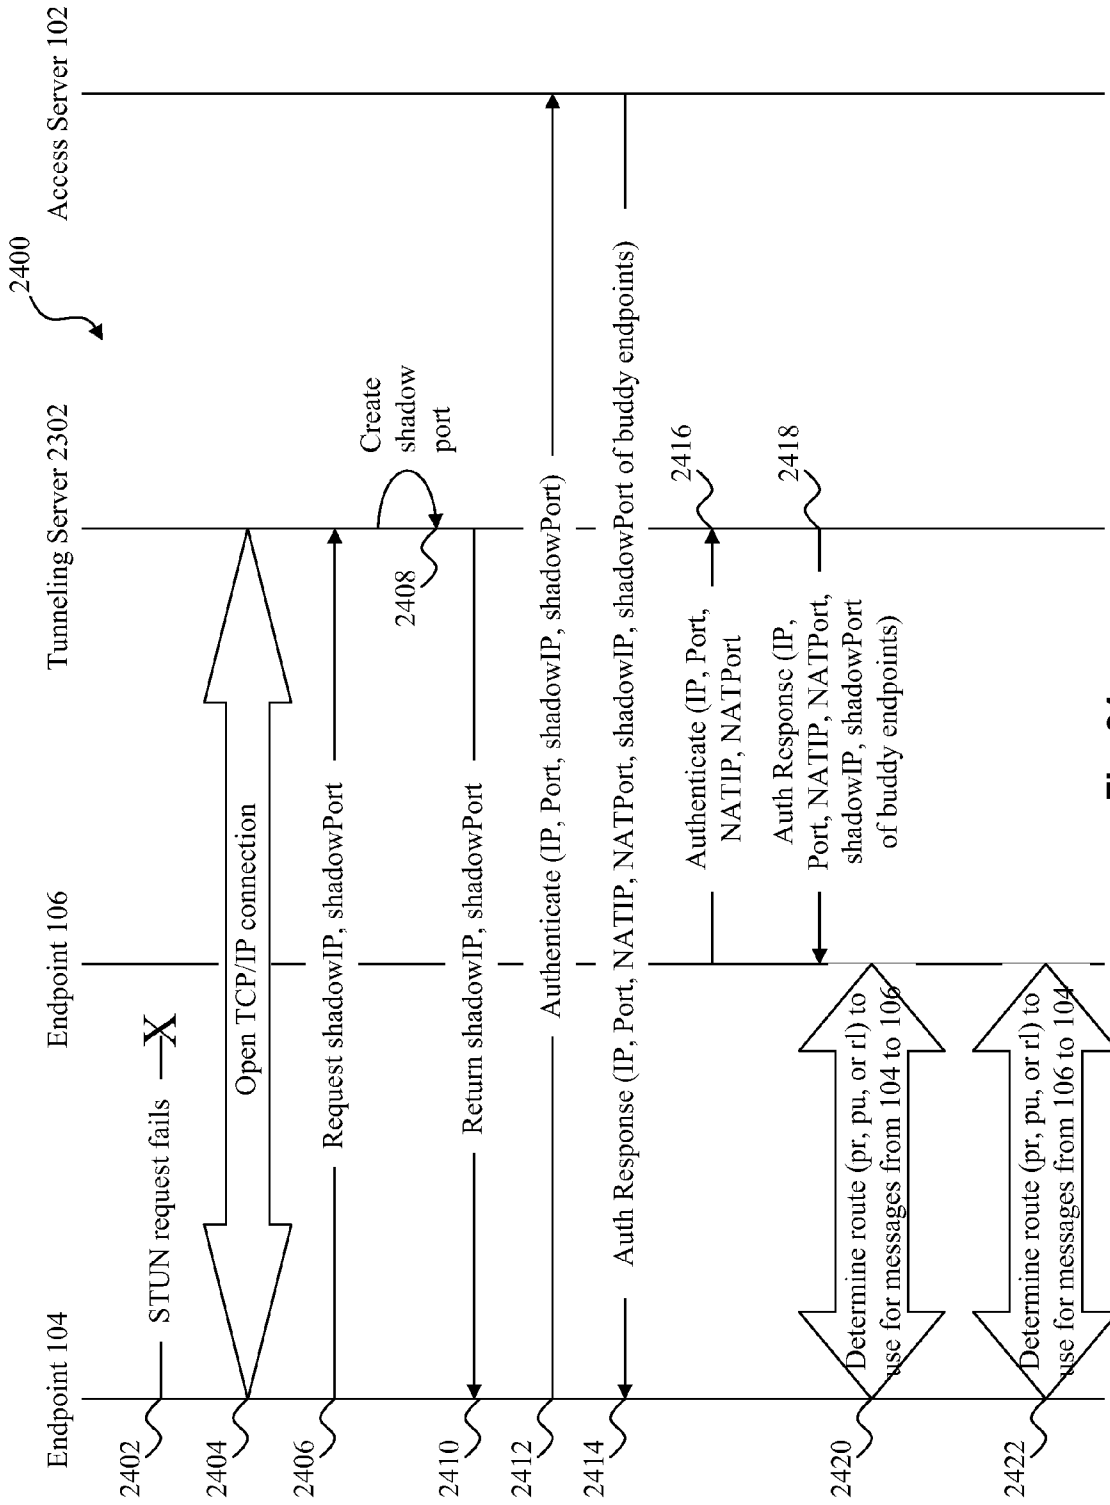 2400
Endpoint 104
Endpoint 106
Tunneling Server 2302
Access Server 102
2402
STUN request fails
X
2404
Open TCP/IP connection
2406
Request shadowIP, shadowPort
Create
shadow
port
2408
2410
Return shadowIP, shadowPort
2412
Authenticate (IP, Port, shadowIP, shadowPort)
2414
Auth Response (IP, Port, NATIP, NATPort, shadowIP, shadowPort of buddy endpoints)
Authenticate (IP, Port,
NATIP, NATPort
2416
Auth Response (IP,
Port, NATIP, NATPort,
shadowIP, shadowPort
of buddy endpoints)
2418
2420
Determine route (pr, pu, or rl) to
use for messages from 104 to 106
2422
Determine route (pr, pu, or rl) to
use for messages from 106 to 104